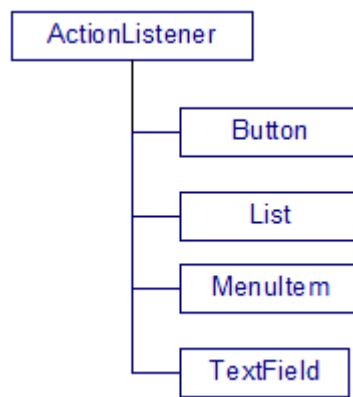 ActionListener
Button
List
MenuItem
TextField